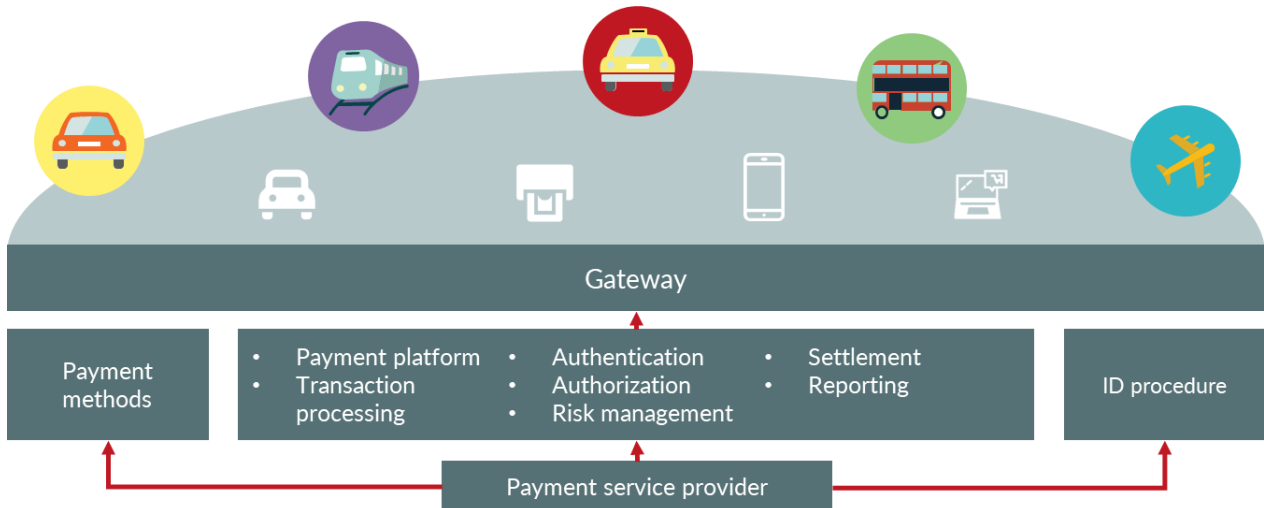 Gateway
Payment
methods
• Payment platform
• Transaction
processing
• Authentication
• Authorization
• Risk management
• Settlement
• Reporting
ID procedure
Payment service provider